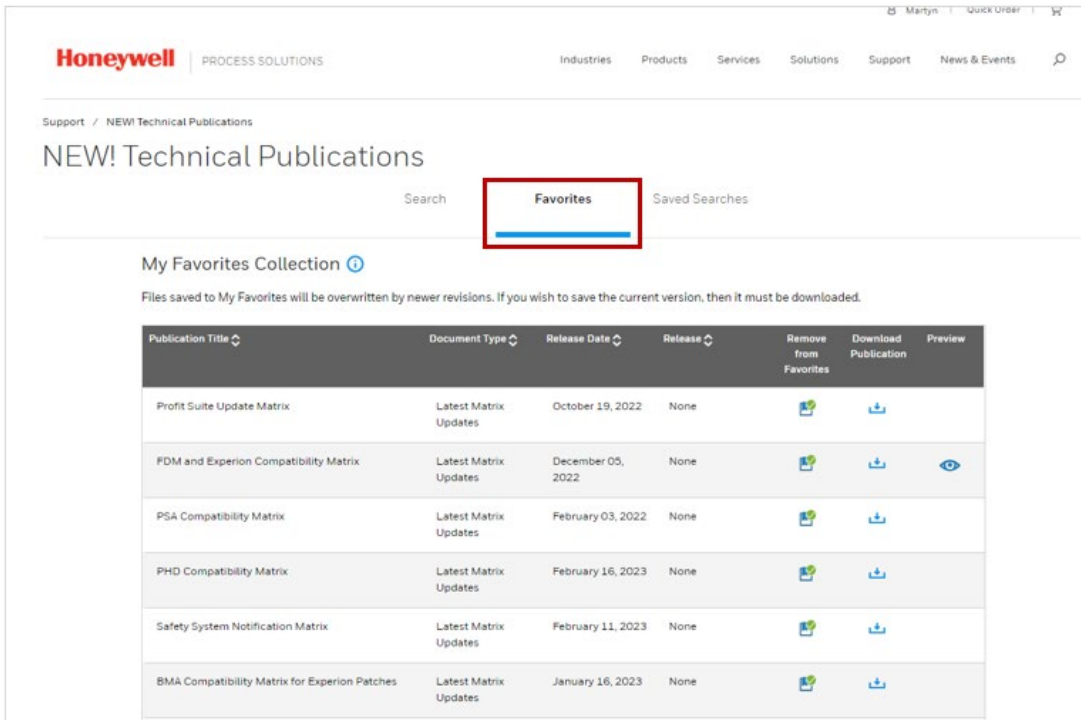 Martyn | Quick Order |
Honeywell | PROCESS SOLUTIONS Industries Products Services Solutions Support News & Events
Support / NEW! Technical Publications
NEW! Technical Publications
Search Favorites Saved Searches
My Favorites Collection
Files saved to My Favorites will be overwritten by newer revisions. If you wish to save the current version, then it must be downloaded.
Publication Title Document Type Release Date Release Remove Download Preview
from Publication
Favorites
Profit Suite Update Matrix Latest Matrix October 19, 2022 None
Updates
FDM and Experion Compatibility Matrix Latest Matrix December 05, None
Updates 2022
PSA Compatibility Matrix Latest Matrix February 03, 2022 None
Updates
PHD Compatibility Matrix Latest Matrix February 16, 2023 None
Updates
Safety System Notification Matrix Latest Matrix February 11, 2023 None
Updates
BMA Compatibility Matrix for Experion Patches Latest Matrix January 16, 2023 None
Updates